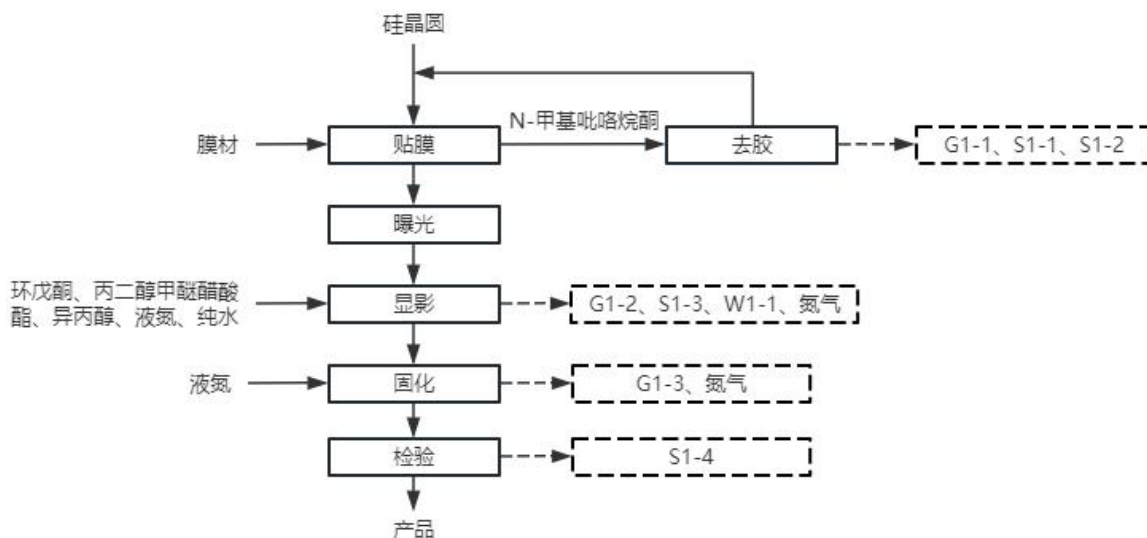 硅晶圆
N-甲基吡咯烷酮
膜材
贴膜
去胶
G1-1、S1-1、S1-2
曝光
环戊酮、丙二醇甲醚醋酸
酯、异丙醇、液氮、纯水
显影
G1-2、S1-3、W1-1、氮气
液氮
固化
G1-3、氮气
检验
S1-4
产品